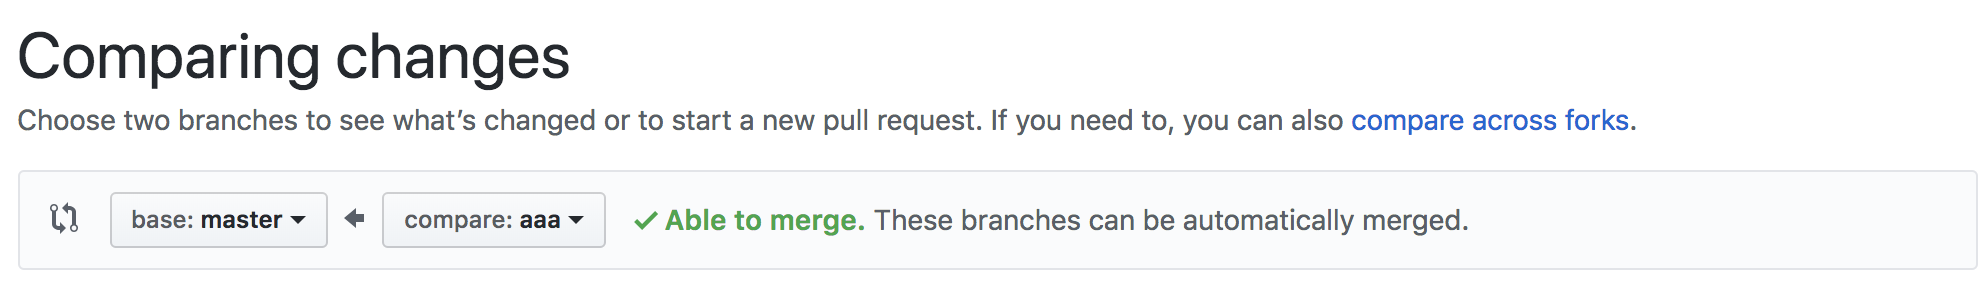 Comparing changes
Choose two branches to see what’s changed or to start a new pull request. If you need to, you can also compare across forks.
base: master compare: aaa Able to merge. These branches can be automatically merged.